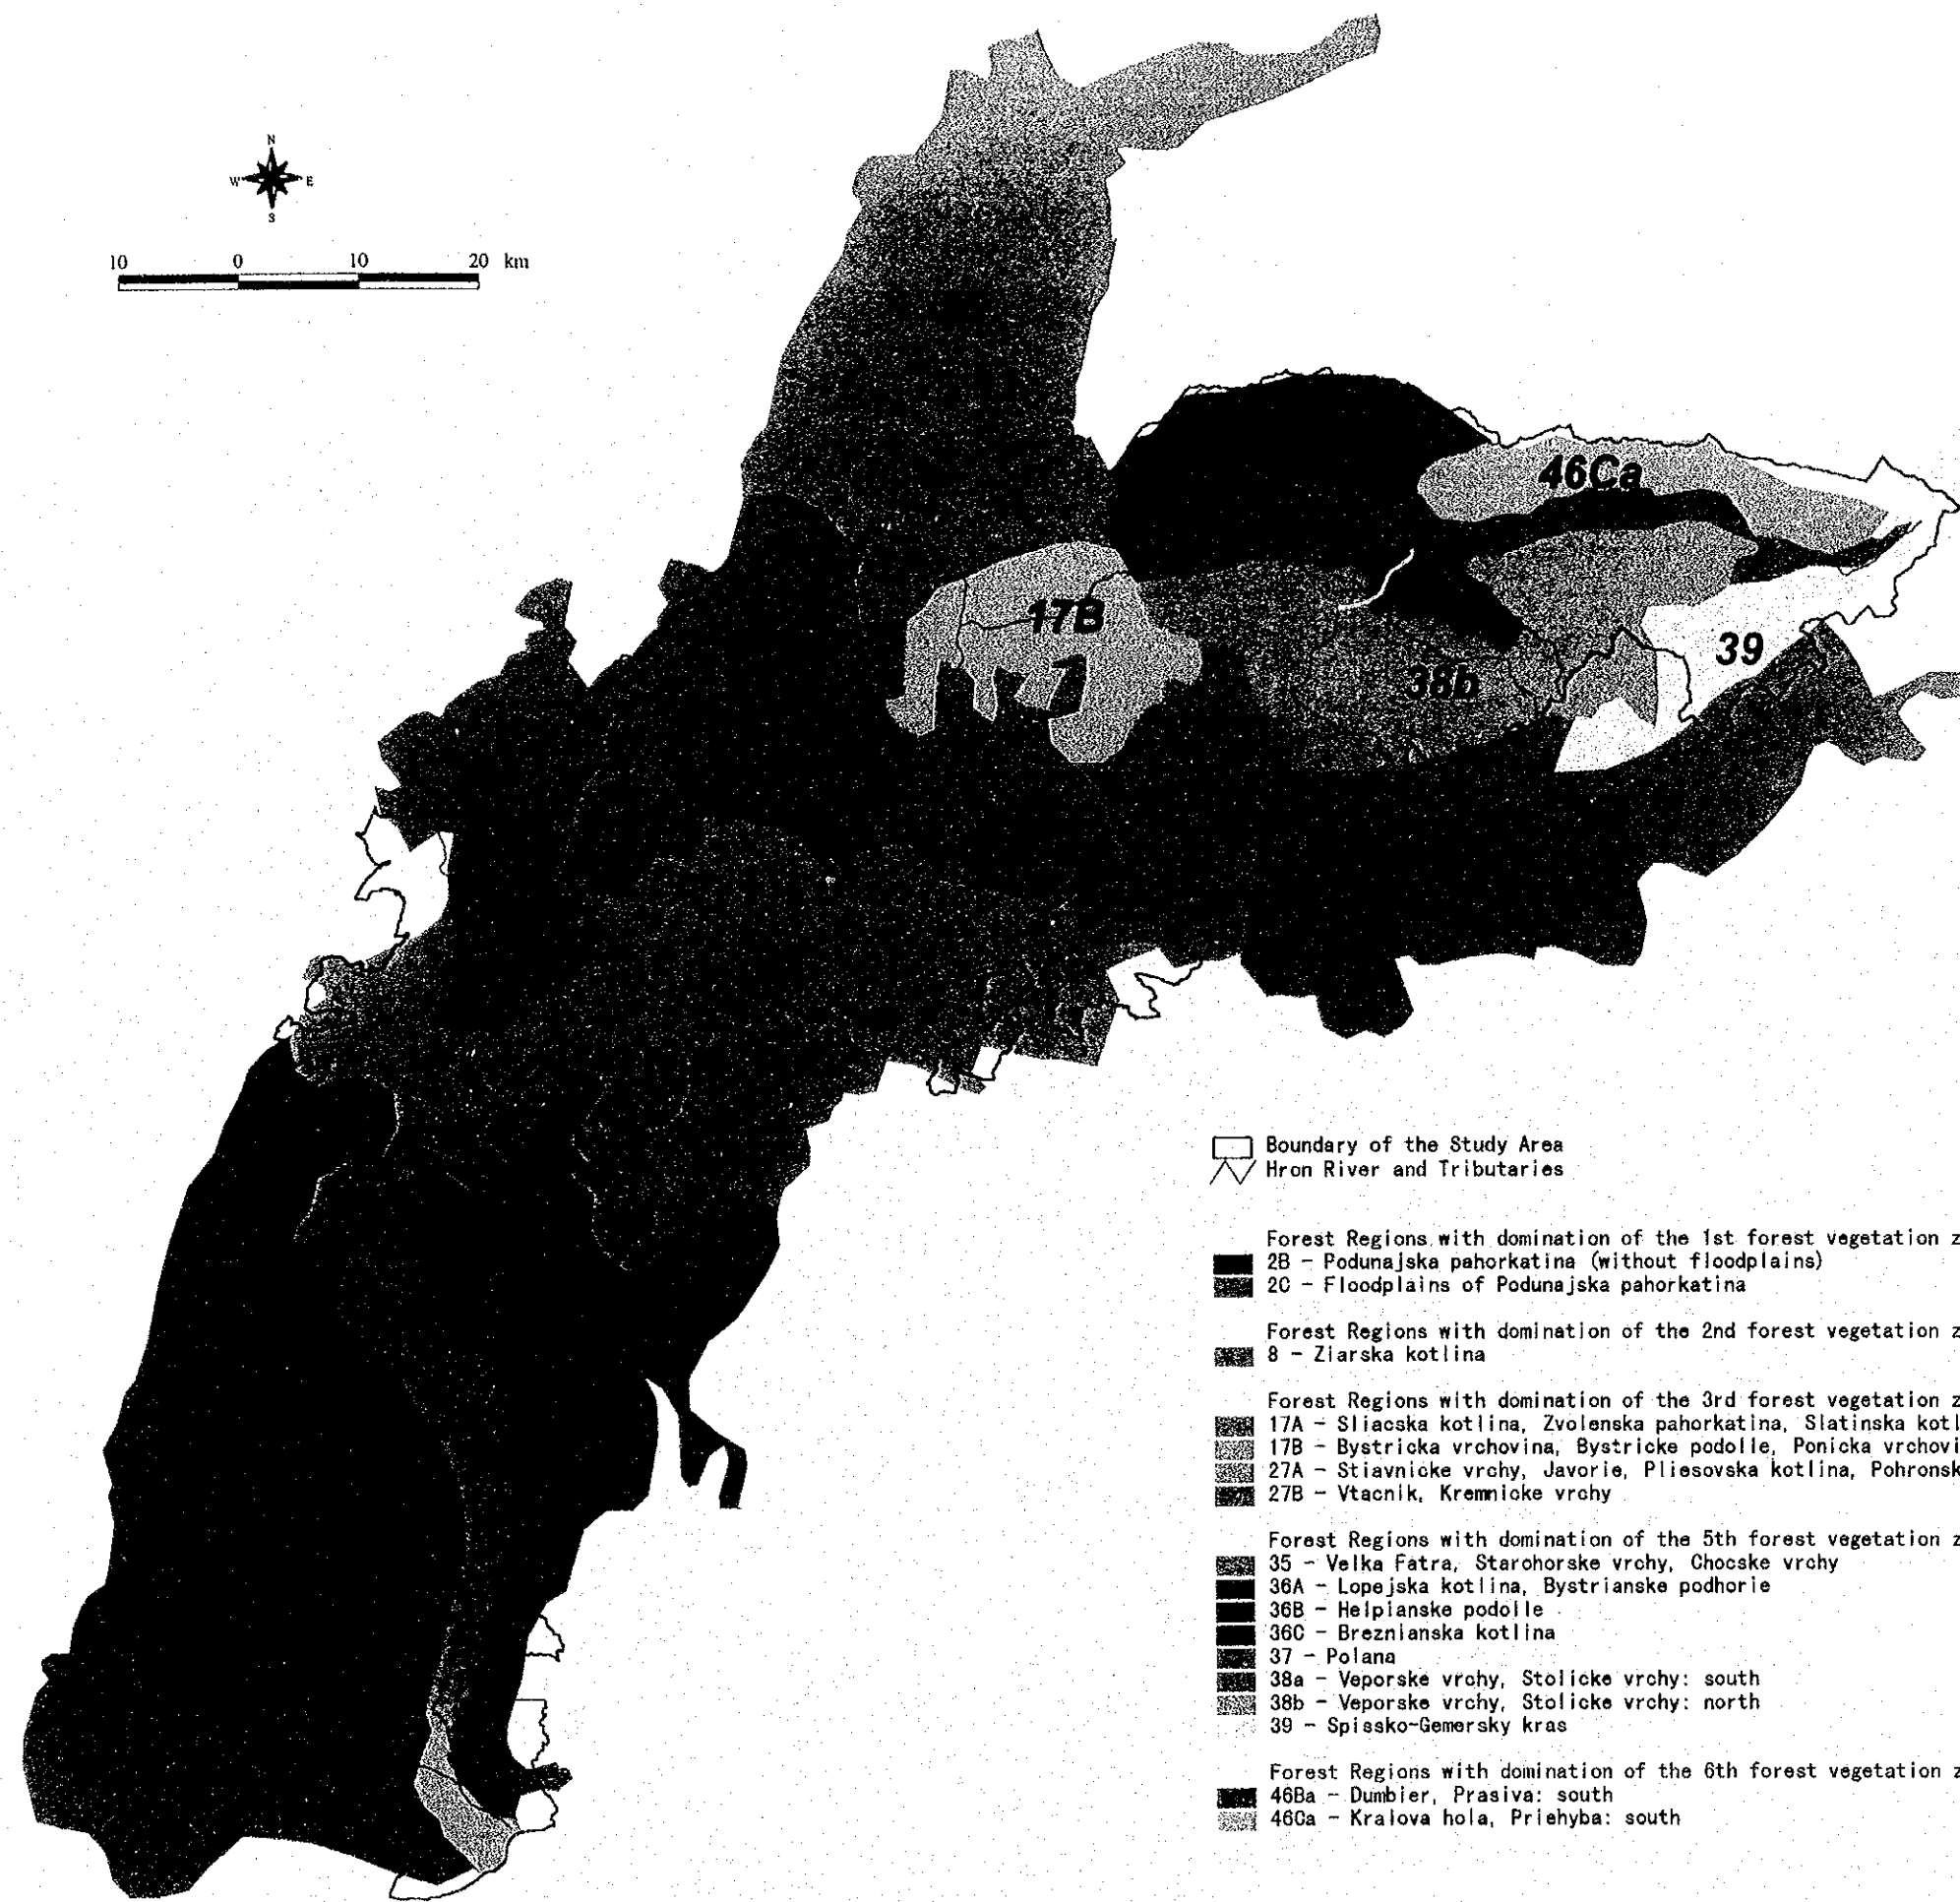 N
W E
S
10 0 10 20 km
46Ca
17B
39
38b
Boundary of the Study Area
Hron River and Tributaries
Forest Regions with domination of the 1st forest vegetation z
2B - Podunajska pahorkatina (without floodplains)
2C - Floodplains of Podunajska pahorkatina
Forest Regions with domination of the 2nd forest vegetation z
8 - Ziarska kotlina
Forest Regions with domination of the 3rd forest vegetation z
17A - Sliacska kotlina, Zvolenska pahorkatina, Slatinska kotl
17B - Bystricka vrchovina, Bystricke podolie, Ponicka vrchovi
27A - Stiavnicke vrchy, Javorie, Pliesovska kotlina, Pohronsk
27B - Vtacnik, Kremnicke vrchy
Forest Regions with domination of the 5th forest vegetation z
35 - Velka Fatra, Starohorske vrchy, Chocske vrchy
36A - Lopejska kotlina, Bystrianske podhorie
36B - Helpianske podolie
36C - Breznianska kotlina
37 - Polana
38a - Veporske vrchy, Stolicke vrchy: south
38b - Veporske vrchy, Stolicke vrchy: north
39 - Spissko-Gemersky kras
Forest Regions with domination of the 6th forest vegetation z
46Ba - Dumbier, Prasiva: south
46Ca - Kralova hola, Priehyba: south